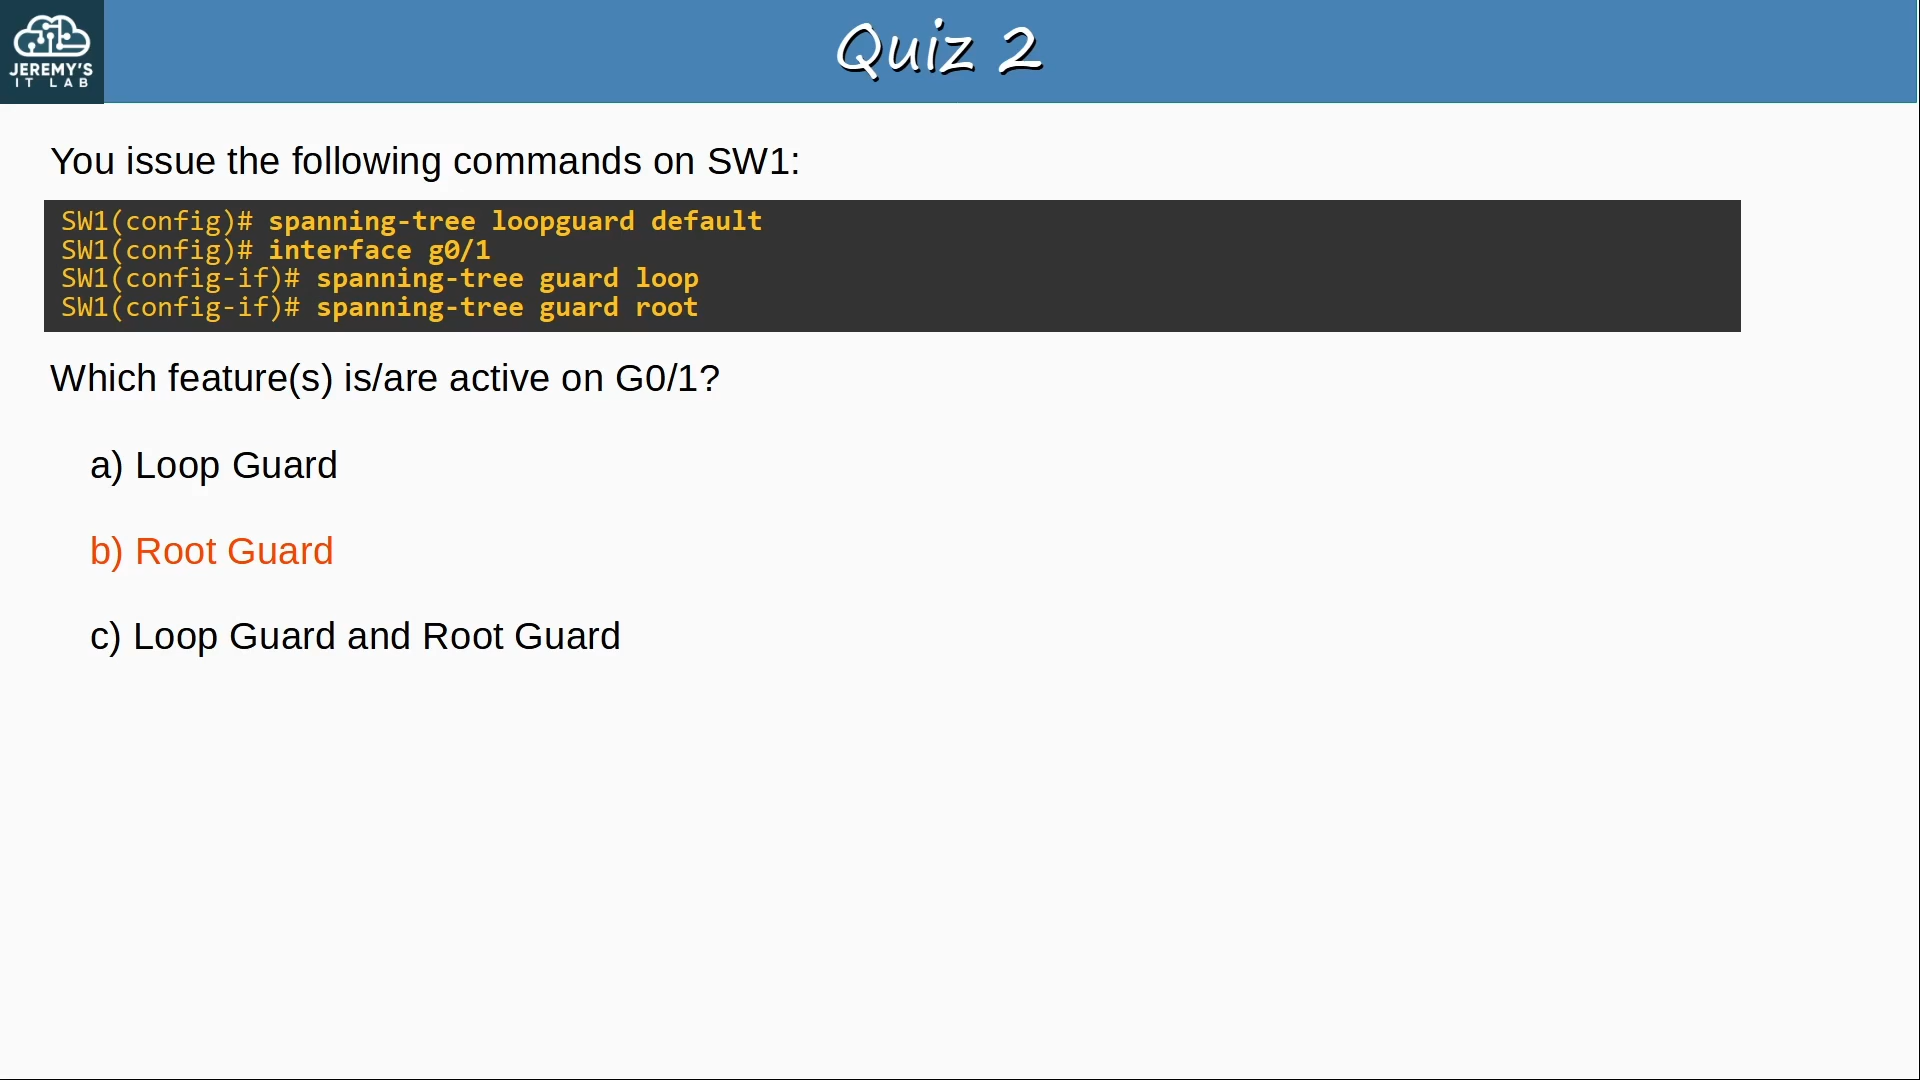 JEREMY'S
IT LAB
Quiz 2
You issue the following commands on SW1:
SW1(config)# spanning-tree loopguard default
SW1(config)# interface g0/1
SW1(config-if)# spanning-tree guard loop
SW1(config-if)# spanning-tree guard root
Which feature(s) is/are active on G0/1?
a) Loop Guard
b) Root Guard
c) Loop Guard and Root Guard